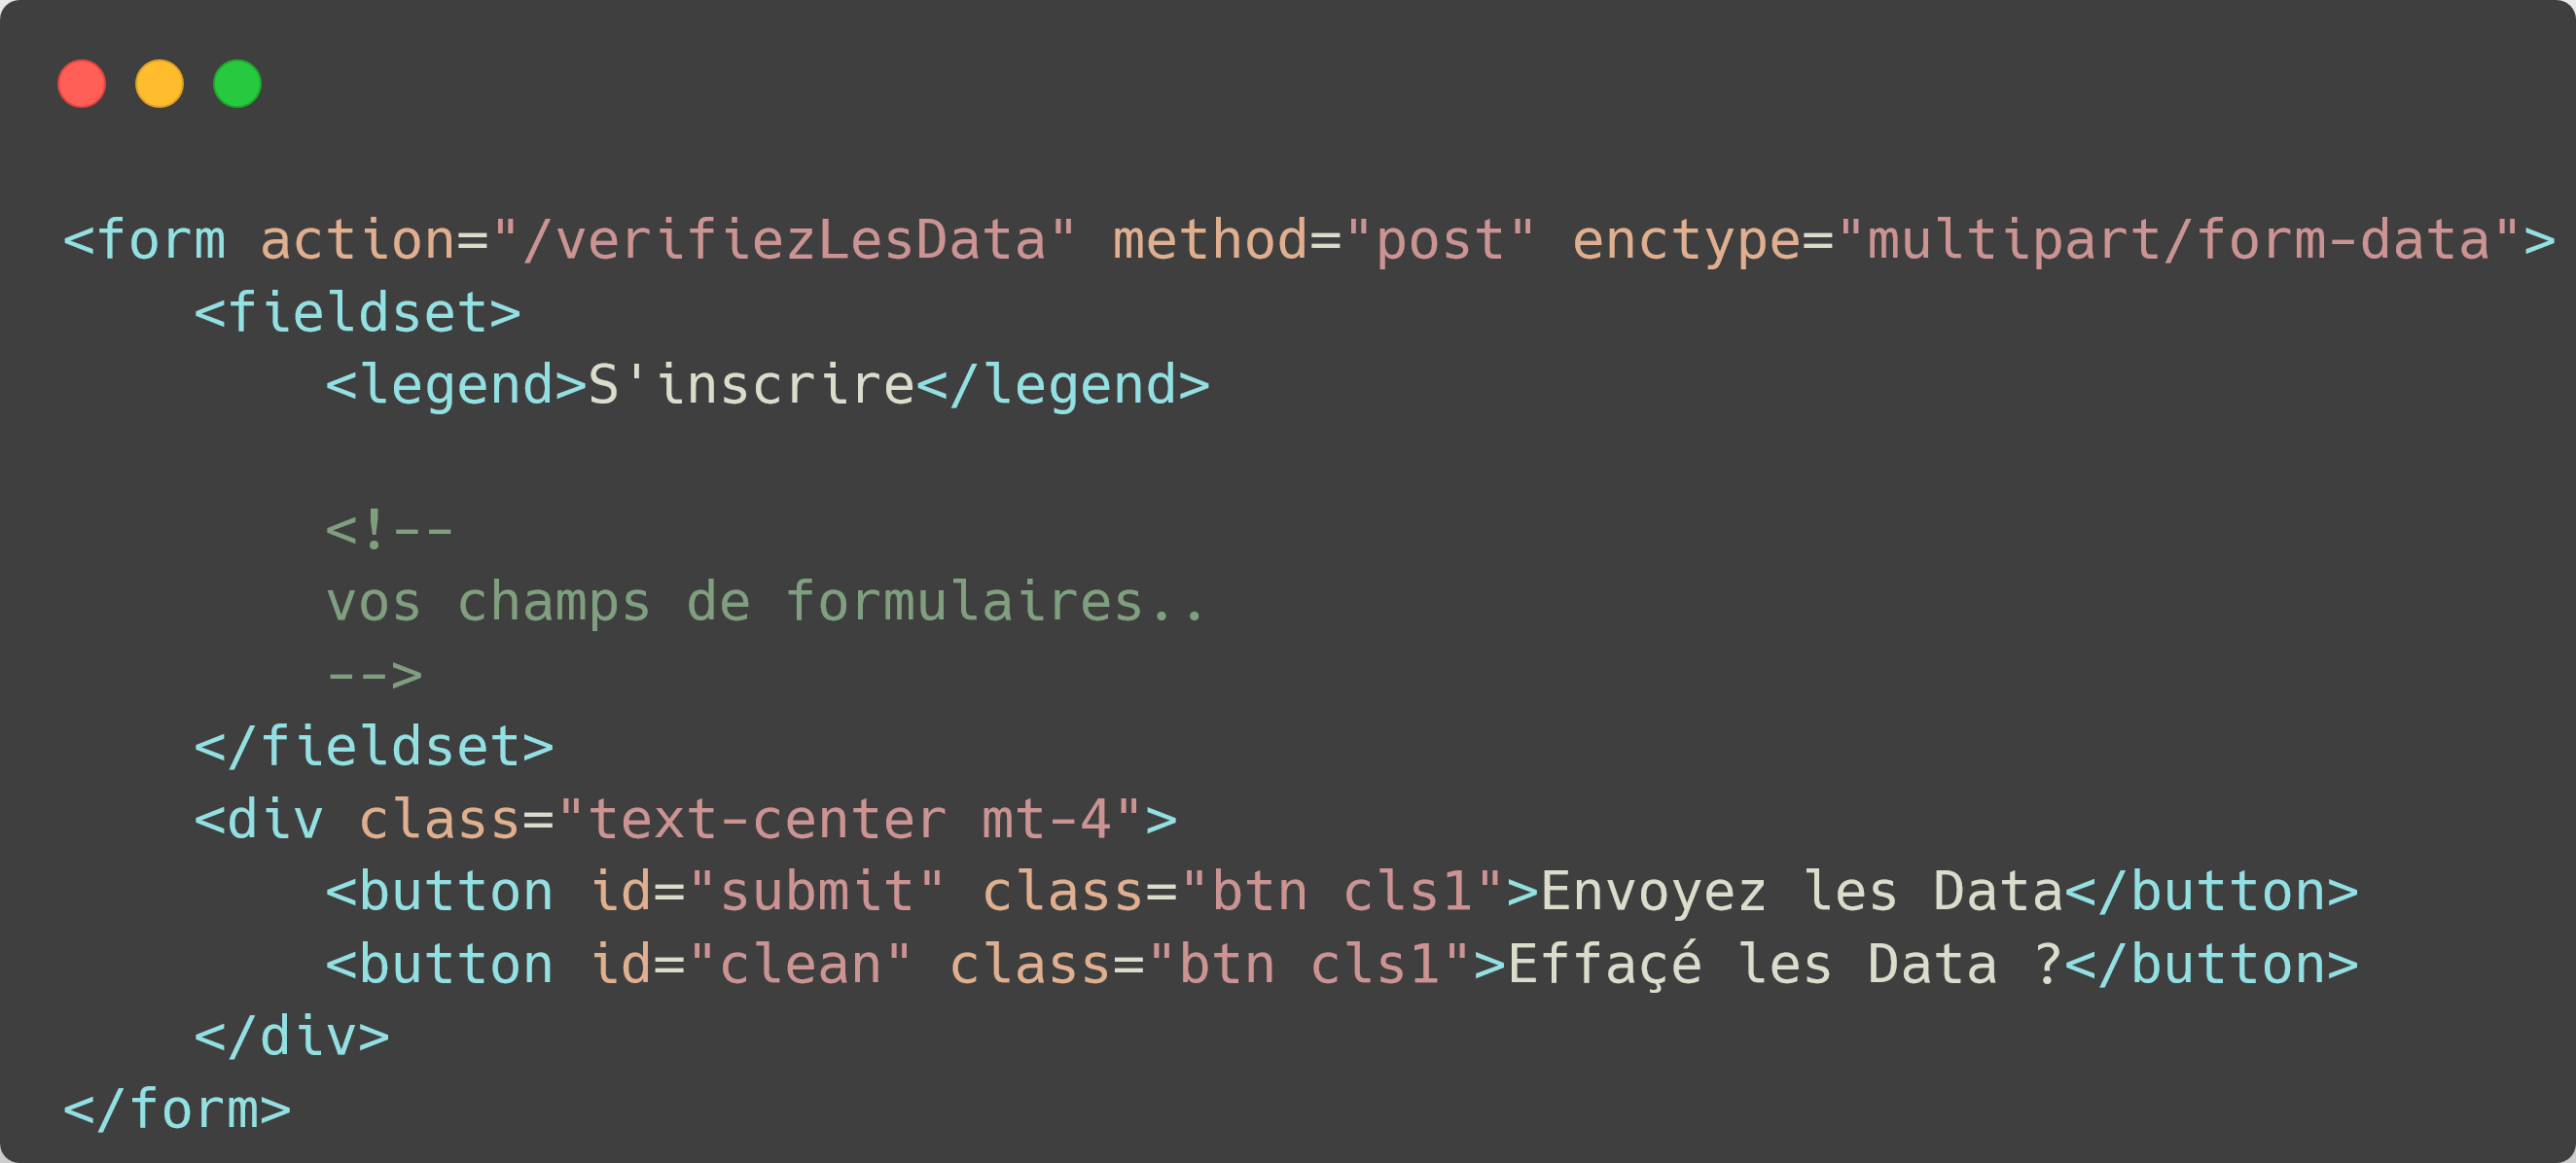 <form action="/verifiezLesData" method="post" enctype="multipart/form-data">
    <fieldset>
        <legend>S'inscrire</legend>

        <!--
        vos champs de formulaires..
        -->
    </fieldset>
    <div class="text-center mt-4">
        <button id="submit" class="btn cls1">Envoyez les Data</button>
        <button id="clean" class="btn cls1">Effaçé les Data ?</button>
    </div>
</form>